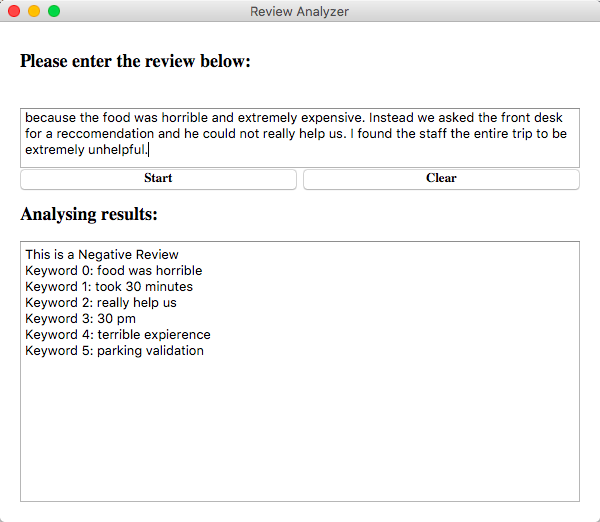 Review Analyzer
Please enter the review below:
because the food was horrible and extremely expensive. Instead we asked the front desk
for a reccomendation and he could not really help us. I found the staff the entire trip to be
extremely unhelpful.
Start Clear
Analysing results:
This is a Negative Review
Keyword 0: food was horrible
Keyword 1: took 30 minutes
Keyword 2: really help us
Keyword 3: 30 pm
Keyword 4: terrible expierence
Keyword 5: parking validation